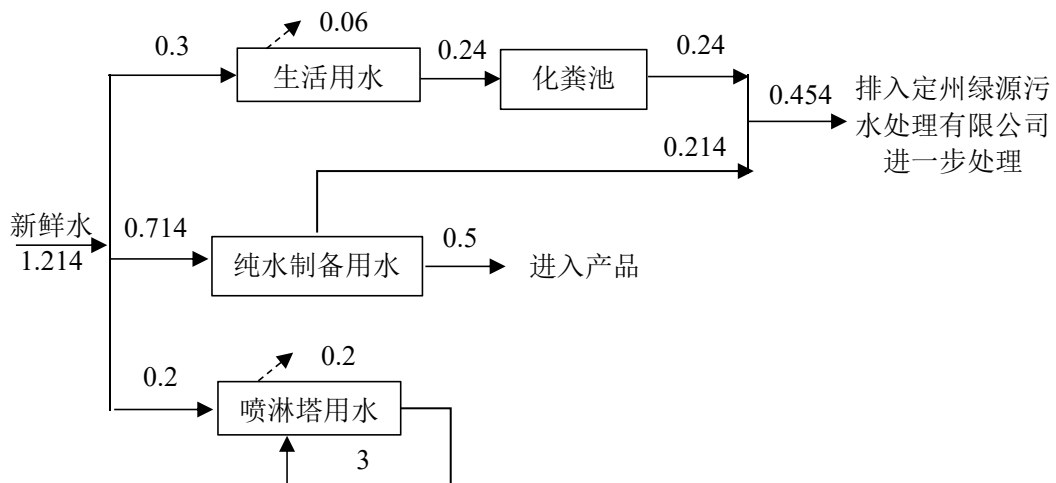 0.06
0.3
生活用水
0.24
化粪池
0.24
0.454
排入定州绿源污
水处理有限公司
进一步处理
0.214
新鲜水
1.214
0.714
纯水制备用水
0.5
进入产品
0.2
0.2
喷淋塔用水
3